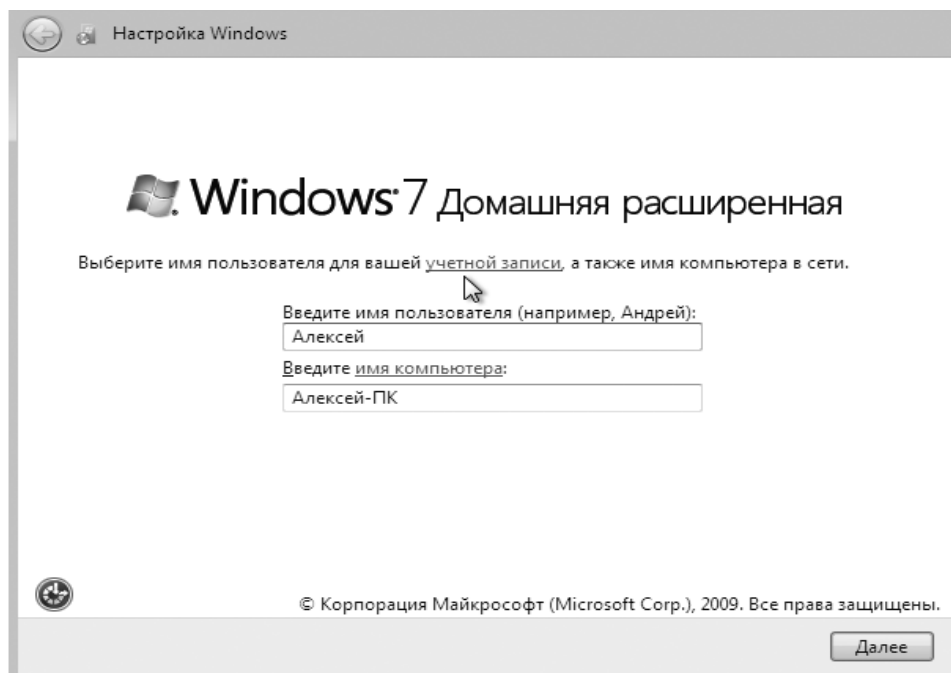 Настройка Windows
Windows 7 Домашняя расширенная
Выберите имя пользователя для вашей учетной записи, а также имя компьютера в сети.
Введите имя пользователя (например, Андрей):
Алексей
Введите имя компьютера:
Алексей-ПК
© Корпорация Майкрософт (Microsoft Corp.), 2009. Все права защищены.
Далее